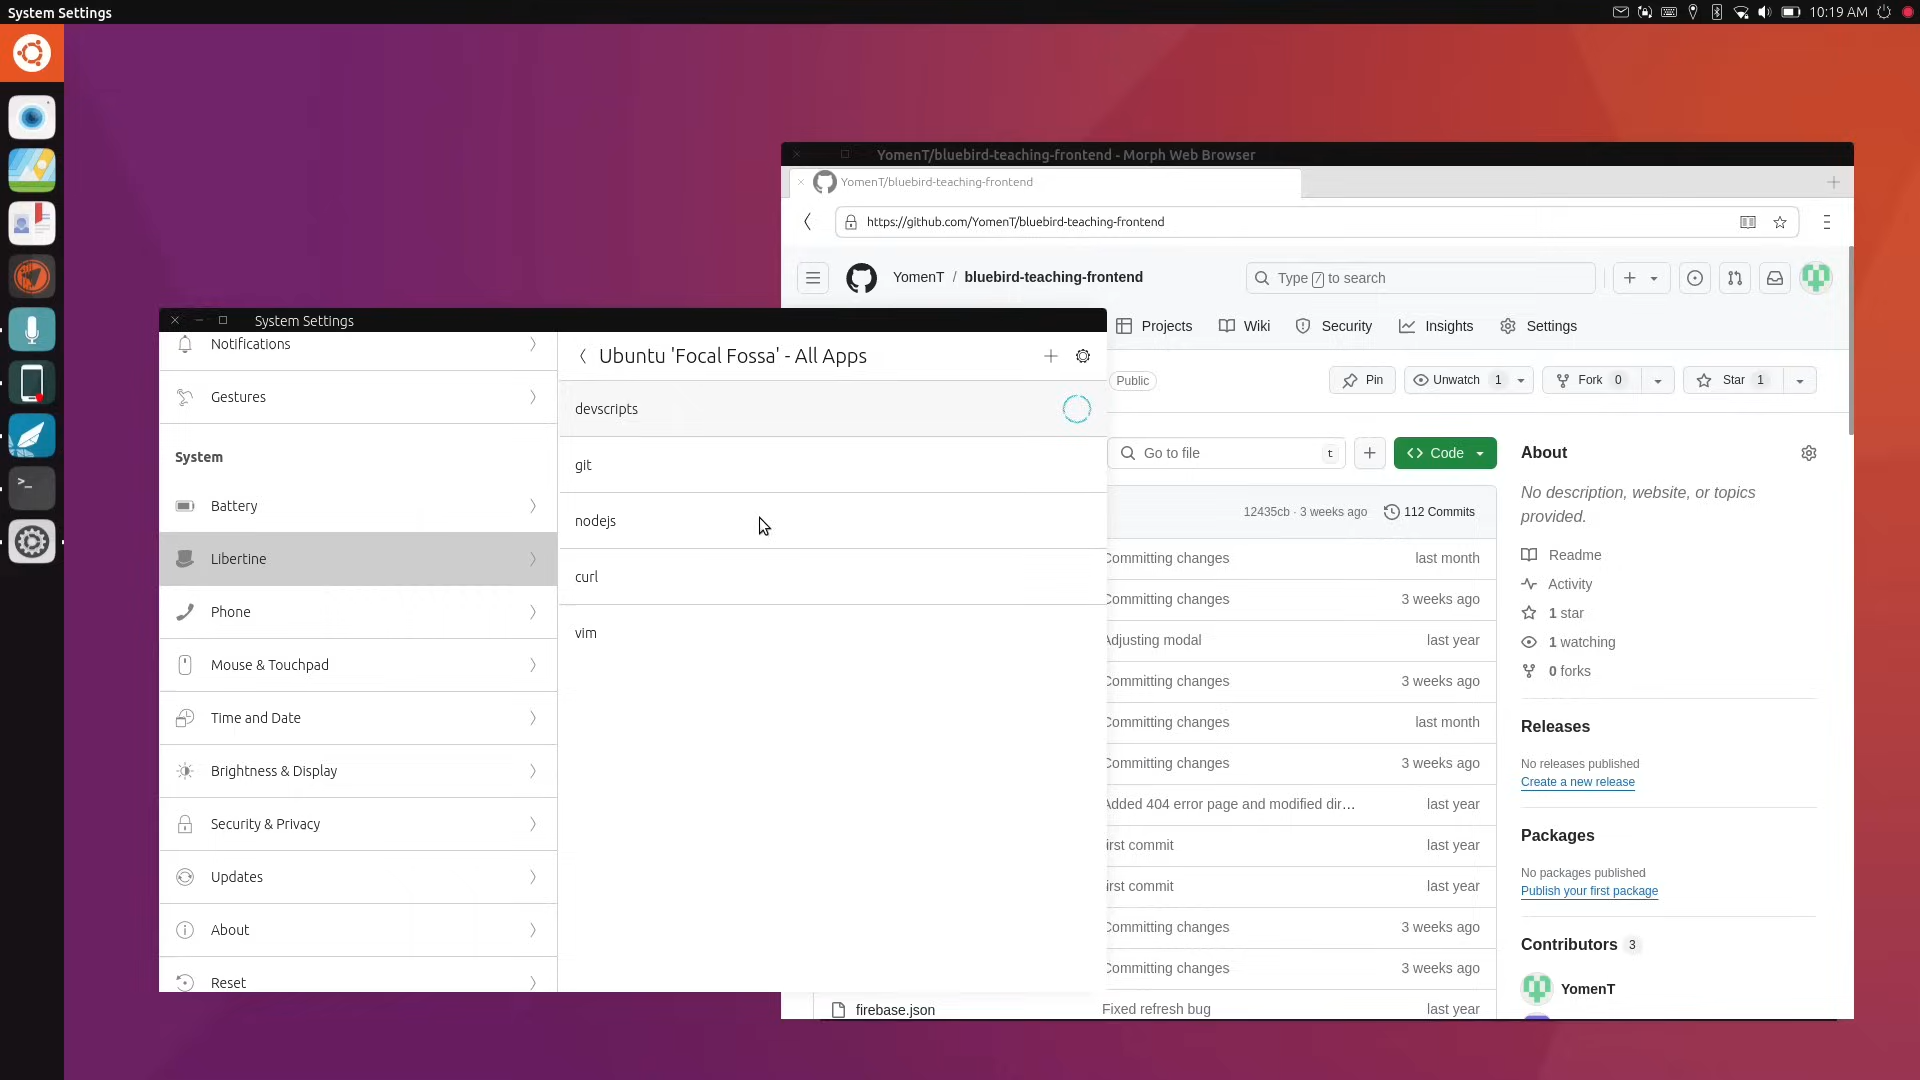 System Settings
10:19 AM
YomenT/bluebird-teaching-frontend - Morph Web Browser
YomenT/bluebird-teaching-frontend
https://github.com/YomenT/bluebird-teaching-frontend
YomenT / bluebird-teaching-frontend
Type / to search
Projects
Wiki
Security
Insights
Settings
Public
Pin
Unwatch 1
Fork 0
Star 1
Go to file t
Code
12435cb · 3 weeks ago
112 Commits
Committing changes last month
Committing changes 3 weeks ago
Adjusting modal last year
Committing changes 3 weeks ago
Committing changes last month
Committing changes 3 weeks ago
Added 404 error page and modified dir… last year
irst commit last year
irst commit last year
Committing changes 3 weeks ago
Committing changes 3 weeks ago
firebase.json Fixed refresh bug last year
About
No description, website, or topics
provided.
Readme
Activity
1 star
1 watching
0 forks
Releases
No releases published
Create a new release
Packages
No packages published
Publish your first package
Contributors 3
YomenT
System Settings
Notifications
Gestures
System
Battery
Libertine
Phone
Mouse & Touchpad
Time and Date
Brightness & Display
Security & Privacy
Updates
About
Reset
Ubuntu 'Focal Fossa' - All Apps
devscripts
git
nodejs
curl
vim